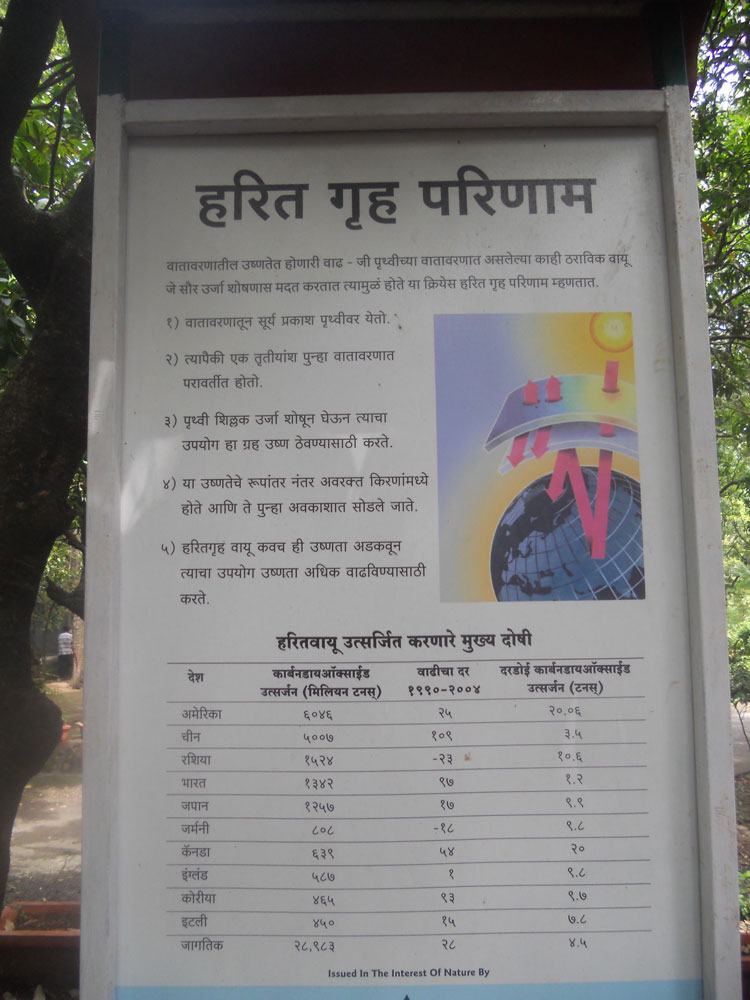 हरित गृह परिणाम
वातावरणातील उष्णतेत होणारी वाढ - जी पृथ्वीच्या वातावरणात असलेल्या काही ठराविक वायू
जे सौर उर्जा शोषणास मदत करतात त्यामुळं होते या क्रियेस हरित गृह परिणाम म्हणतात.
१) वातावरणातून सूर्य प्रकाश पृथ्वीवर येतो.
२) त्यापैकी एक तृतीयांश पुन्हा वातावरणात
परावर्तीत होतो.
३) पृथ्वी शिल्लक उर्जा शोषून घेऊन त्याचा
उपयोग हा ग्रह उष्ण ठेवण्यासाठी करते.
४) या उष्णतेचे रूपांतर नंतर अवरक्त किरणांमध्ये
होते आणि ते पुन्हा अवकाशात सोडले जाते.
५) हरितगृह वायू कवच ही उष्णता अडकवून
त्याचा उपयोग उष्णता अधिक वाढविण्यासाठी
करते.
हरितवायू उत्सर्जित करणारे मुख्य दोषी
देश कार्बनडायऑक्साईड वाढीचा दर दरडोई कार्बनडायऑक्साईड
उत्सर्जन (मिलियन टनस्) १९९०-२००४ उत्सर्जन (टनस्)
अमेरिका ६०४६ २५ २०.०६
चीन ५००७ १०९ ३.५
रशिया १५२४ -२३ १०.६
भारत १३४२ ९७ १.२
जपान १२५७ १७ ९.९
जर्मनी ८०८ -१८ ९.८
कॅनडा ६३९ ५४ २०
इंग्लंड ५८७ १ ९.८
कोरीया ४६५ ९३ ९.७
इटली ४५० १५ ७.८
जागतिक २८,९८३ २८ ४.५
Issued In The Interest Of Nature By